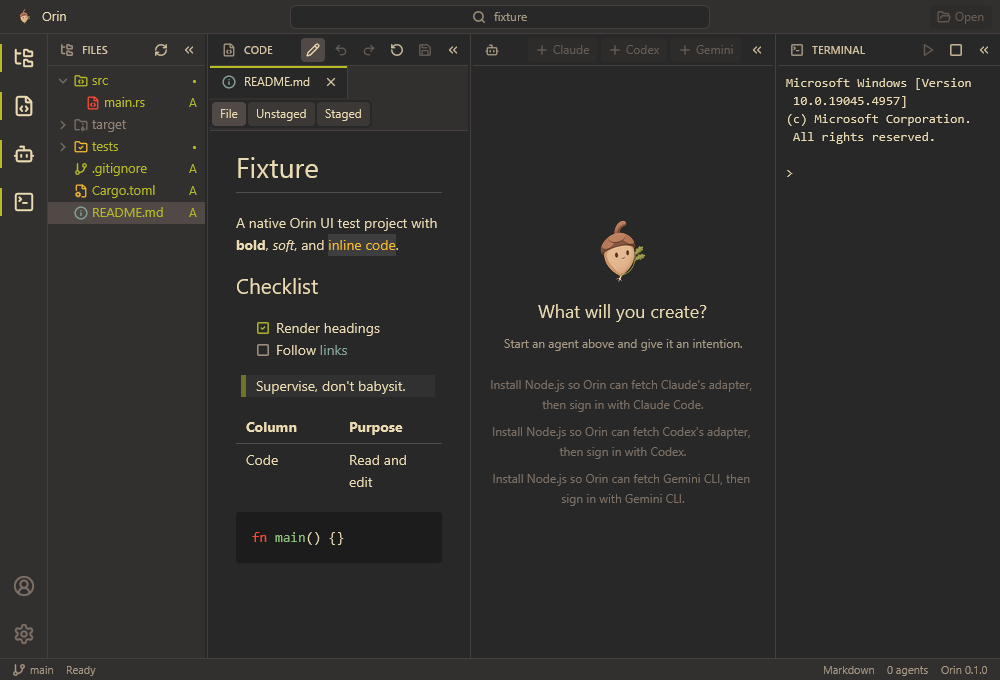 Orin
fixture
Open
FILES
src
main.rs A
target
tests
.gitignore A
Cargo.toml A
README.md A
CODE
README.md
File Unstaged Staged
Fixture
A native Orin UI test project with
bold, soft, and inline code.
Checklist
Render headings
Follow links
Supervise, don't babysit.
Column Purpose
Code Read and
edit
fn main() {}
+ Claude + Codex + Gemini
What will you create?
Start an agent above and give it an intention.
Install Node.js so Orin can fetch Claude's adapter,
then sign in with Claude Code.
Install Node.js so Orin can fetch Codex's adapter,
then sign in with Codex.
Install Node.js so Orin can fetch Gemini CLI, then
sign in with Gemini CLI.
TERMINAL
Microsoft Windows [Version
10.0.19045.4957]
(c) Microsoft Corporation.
All rights reserved.
>
main Ready
Markdown 0 agents Orin 0.1.0